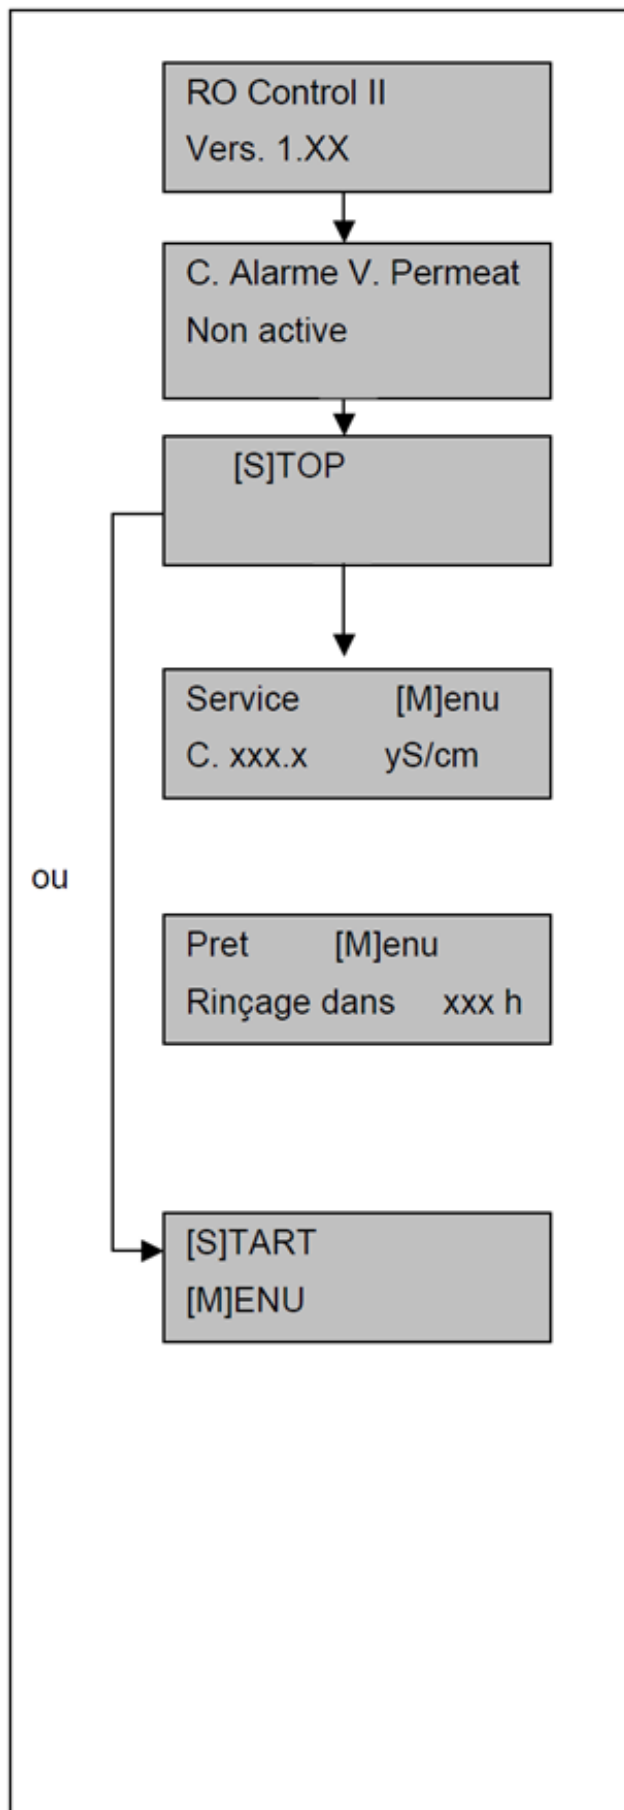 RO Control II
Vers. 1.XX
C. Alarme V. Permeat
Non active
[S]TOP
Service [M]enu
C. xxx.x yS/cm
ou
Pret [M]enu
Rinçage dans xxx h
[S]TART
[M]ENU